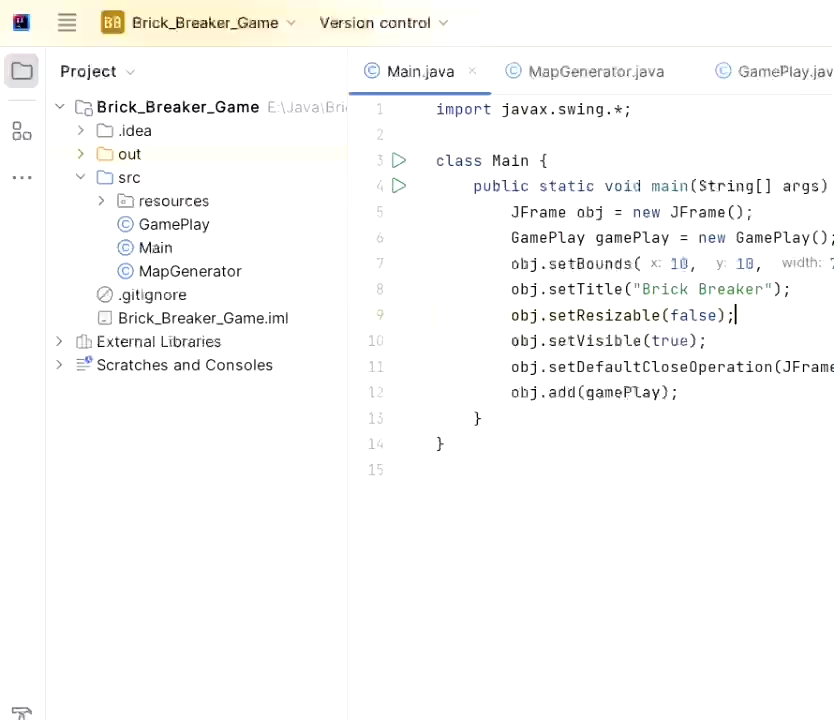 BB Brick_Breaker_Game Version control
Project
Main.java MapGenerator.java GamePlay.jav
Brick_Breaker_Game E:\Java\Bri
.idea
out
src
resources
GamePlay
Main
MapGenerator
.gitignore
Brick_Breaker_Game.iml
External Libraries
Scratches and Consoles
1 import javax.swing.*;
2
3 class Main {
4 public static void main(String[] args)
5 JFrame obj = new JFrame();
6 GamePlay gamePlay = new GamePlay();
7 obj.setBounds( x: 10, y: 10, width: 7
8 obj.setTitle("Brick Breaker");
9 obj.setResizable(false);
10 obj.setVisible(true);
11 obj.setDefaultCloseOperation(JFrame
12 obj.add(gamePlay);
13 }
14 }
15